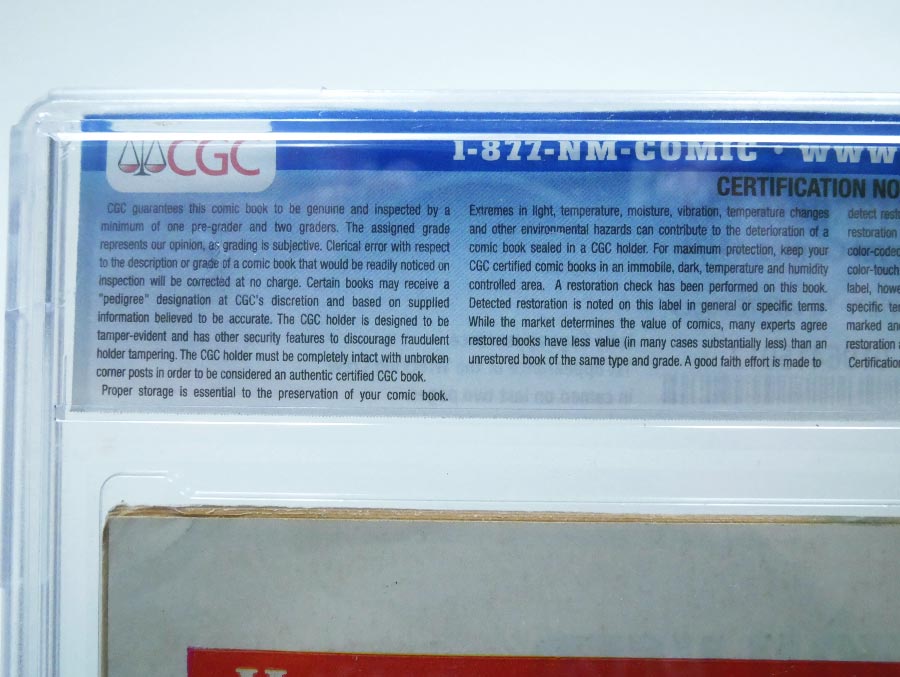 CGC
1-877-NM-COMIC · WWW
CERTIFICATION NO
CGC guarantees this comic book to be genuine and inspected by a
minimum of one pre-grader and two graders. The assigned grade
represents our opinion, as grading is subjective. Clerical error with respect
to the description or grade of a comic book that would be readily noticed on
inspection will be corrected at no charge. Certain books may receive a
"pedigree" designation at CGC's discretion and based on supplied
information believed to be accurate. The CGC holder is designed to be
tamper-evident and has other security features to discourage fraudulent
holder tampering. The CGC holder must be completely intact with unbroken
corner posts in order to be considered an authentic certified CGC book.
Proper storage is essential to the preservation of your comic book.
Extremes in light, temperature, moisture, vibration, temperature changes
and other environmental hazards can contribute to the deterioration of a
comic book sealed in a CGC holder. For maximum protection, keep your
CGC certified comic books in an immobile, dark, temperature and humidity
controlled area. A restoration check has been performed on this book.
Detected restoration is noted on this label in general or specific terms.
While the market determines the value of comics, many experts agree
restored books have less value (in many cases substantially less) than an
unrestored book of the same type and grade. A good faith effort is made to
detect rest
restoration
color-coded
color-touch
label, howe
specific te
marked an
restoration
Certification